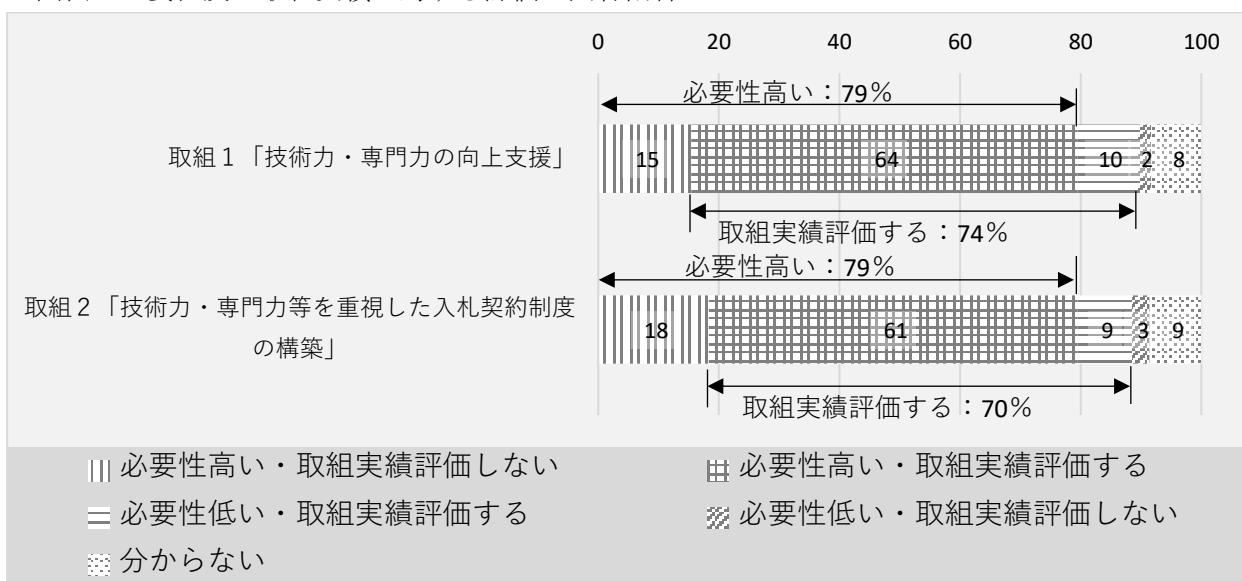 0 20 40 60 80 100
必要性高い：79％
取組１「技術力・専門力の向上支援」
15 64 10 2 8
取組実績評価する：74％
必要性高い：79％
取組２「技術力・専門力等を重視した入札契約制度
の構築」
18 61 9 3 9
取組実績評価する：70％
必要性高い・取組実績評価しない
必要性高い・取組実績評価する
必要性低い・取組実績評価する
必要性低い・取組実績評価しない
分からない